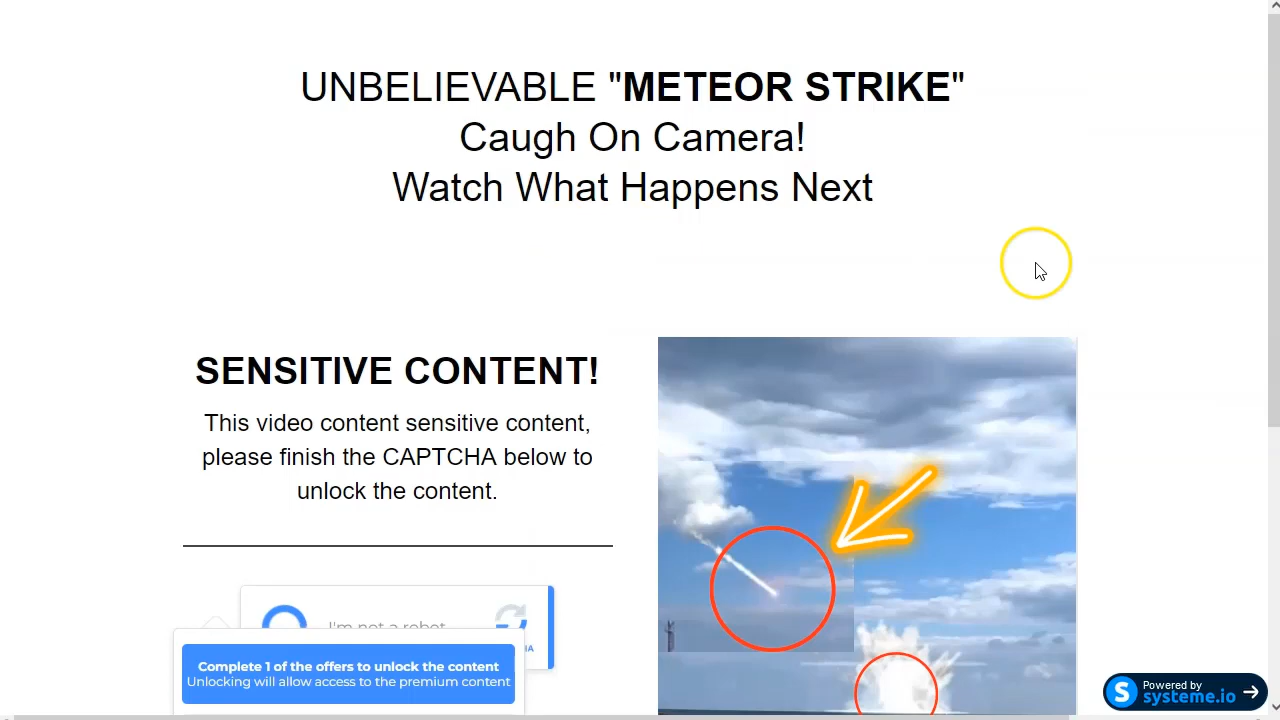 UNBELIEVABLE "METEOR STRIKE"
Caugh On Camera!
Watch What Happens Next
SENSITIVE CONTENT!
This video content sensitive content,
please finish the CAPTCHA below to
unlock the content.
I'm not a robot
Complete 1 of the offers to unlock the content
Unlocking will allow access to the premium content
Powered by
systeme.io